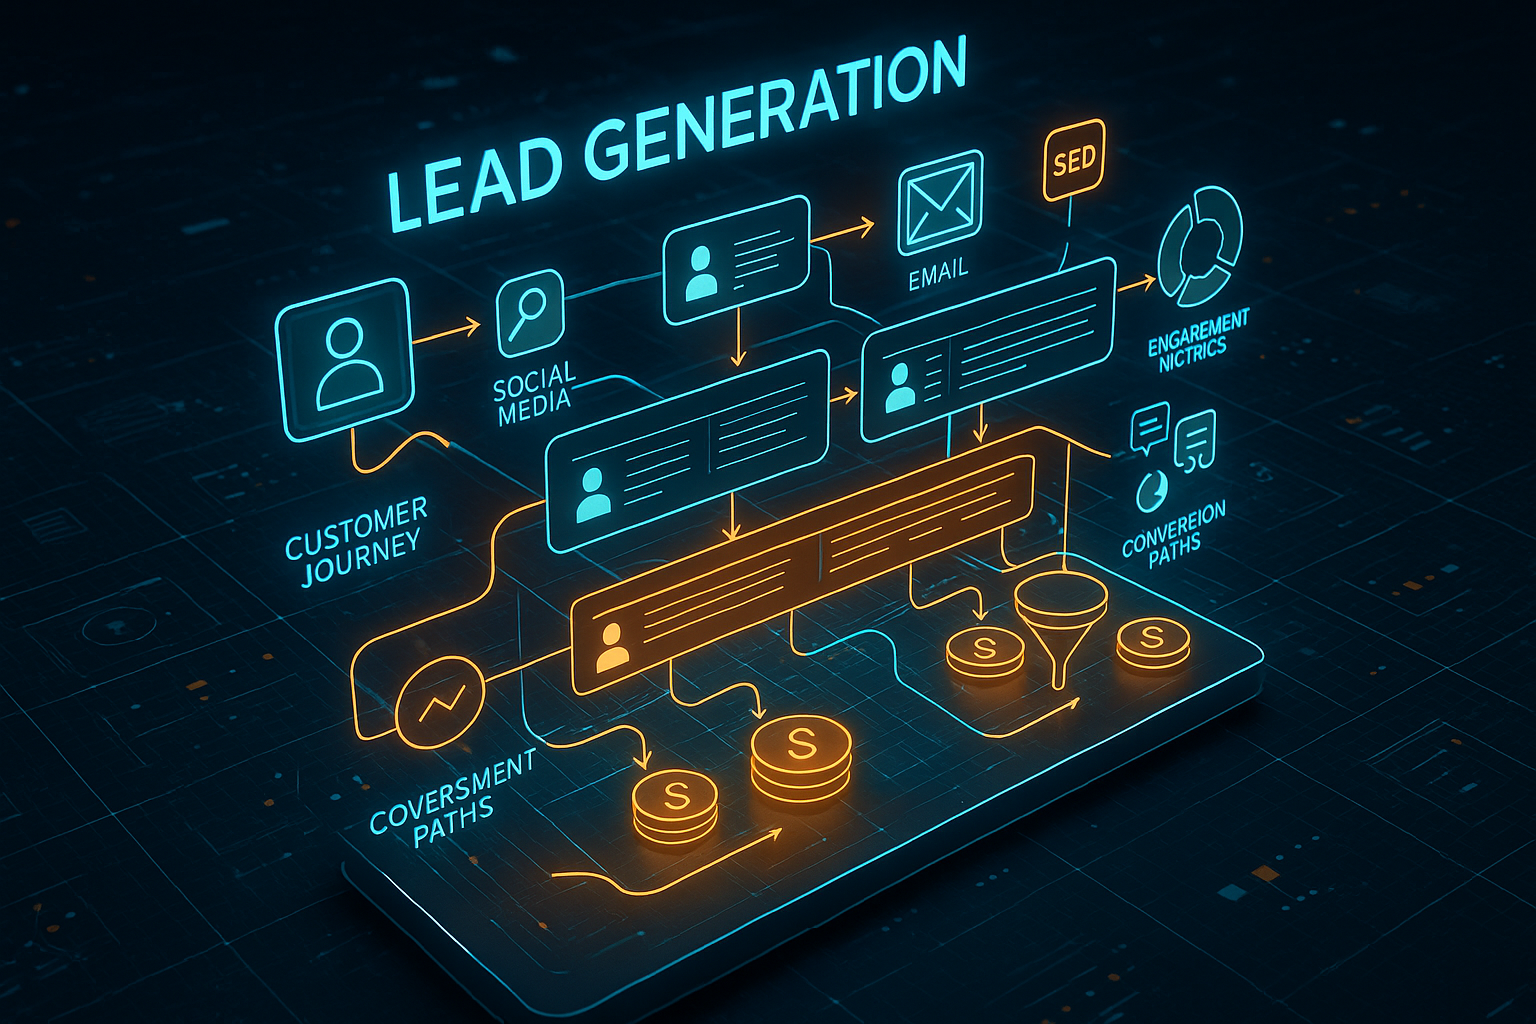 LEAD GENERATION
SED
EMAIL
SOCIAL
MEDIA
ENGAREMENT
NICTRICS
CUSTOMER
JOURNEY
CONVEREION
PATHS
S
S
S
S
COVERSMENT
PATHS